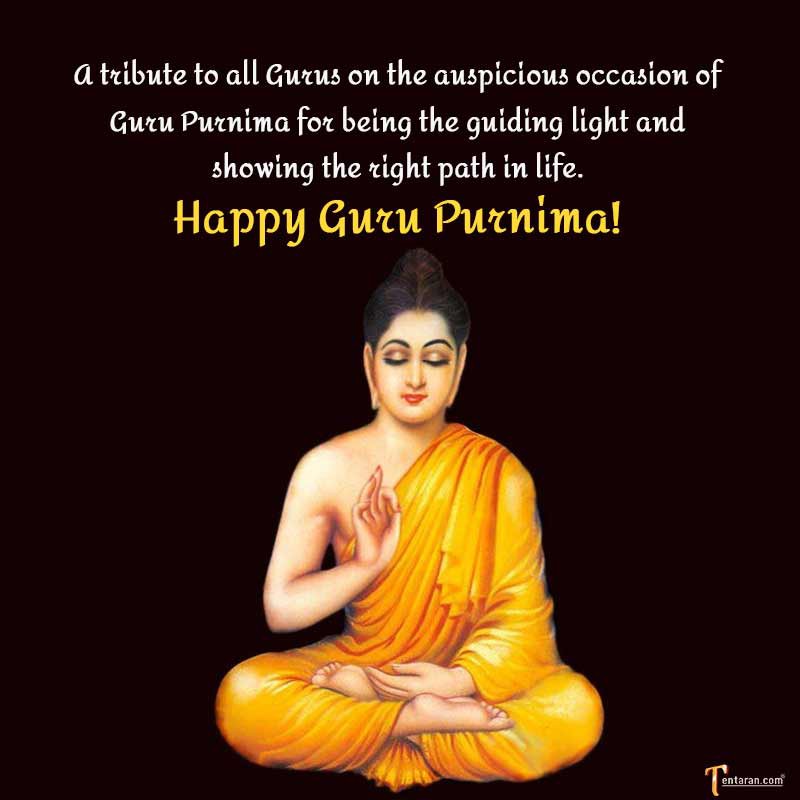 A tribute to all Gurus on the auspicious occasion of
Guru Purnima for being the guiding light and
showing the right path in life.
Happy Guru Purnima!
Tentaran.com